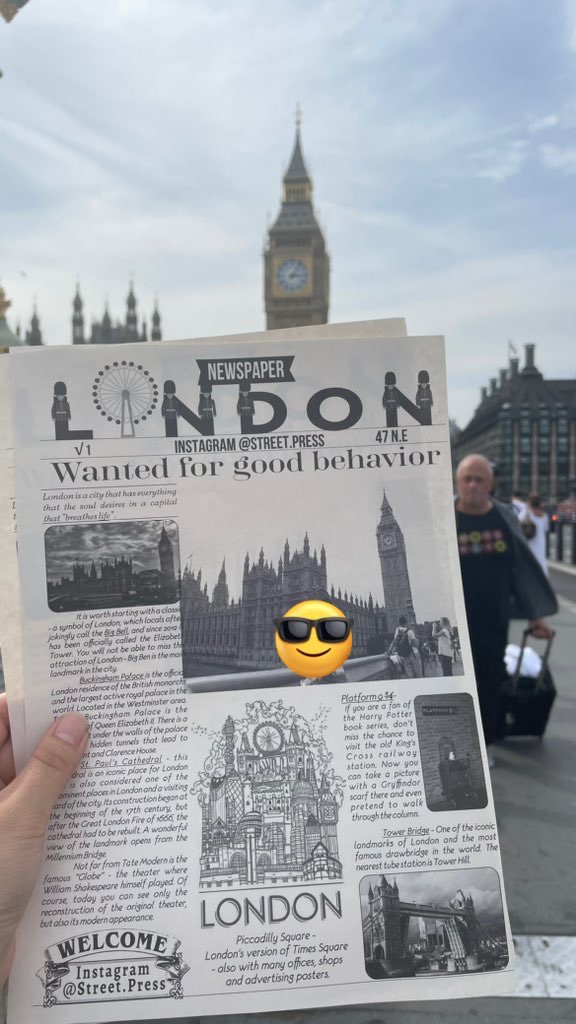 NEWSPAPER
LONDON
√1
INSTAGRAM @STREET.PRESS
47 N.E
Wanted for good behavior
London is a city that has everything
that the soul desires in a capital
that "breathes life".
It is worth starting with a classic
- a symbol of London, which locals often
jokingly call the Big Bell, and since 2012
has been officially called the Elizabeth
Tower. You will not be able to miss the
attraction of London - Big Ben is the main
landmark in the city.
Buckingham Palace is the official
London residence of the British monarch
and the largest active royal palace in the
world. Located in the Westminster area.
Buckingham Palace is the
of Queen Elizabeth II. There is a
under the walls of the palace
hidden tunnels that lead to
nt and Clarence House.
St. Paul's Cathedral - this
dral is an iconic place for London
is also considered one of the
ominent places in London and a visiting
ard of the city. Its construction began at
the beginning of the 17th century, but
after the Great London Fire of 1666, the
cathedral had to be rebuilt. A wonderful
view of the landmark opens from the
Millennium Bridge.
Not far from Tate Modern is the
famous "Globe" - the theater where
William Shakespeare himself played. Of
course, today you can see only the
reconstruction of the original theater,
but also its modern appearance.
WELCOME
Instagram
@Street.Press
LONDON
Piccadilly Square -
London's version of Times Square
- also with many offices, shops
and advertising posters.
Platform 9 ¾-
If you are a fan of
the Harry Potter
book series, don't
miss the chance to
visit the old King's
Cross railway
station. Now you
can take a picture
with a Gryffindor
scarf there and even
pretend to walk
through the column.
PLATFORM 9¾
Tower Bridge - One of the iconic
landmarks of London and the most
famous drawbridge in the world. The
nearest tube station is Tower Hill.